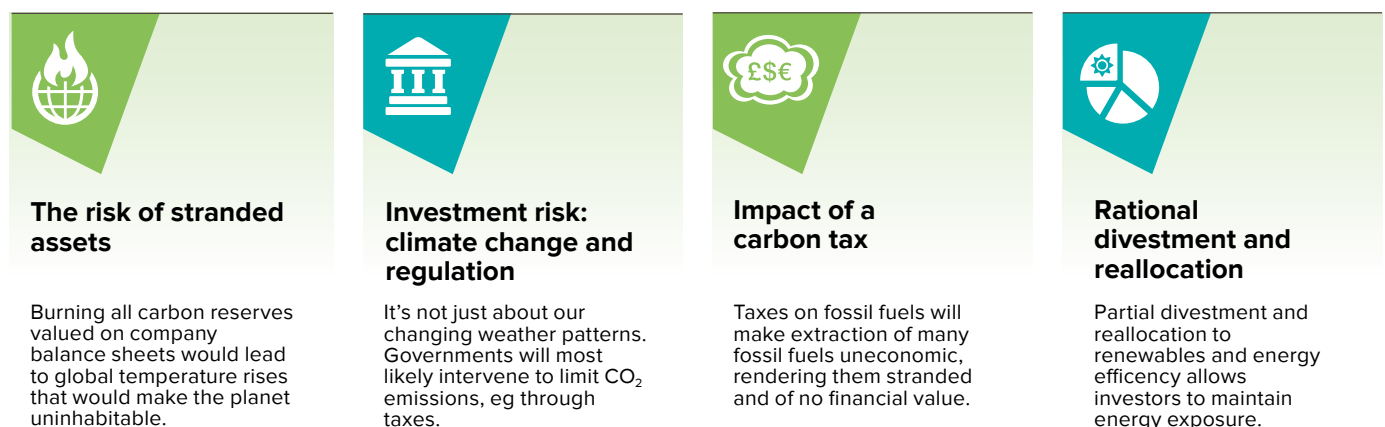 £$€
The risk of stranded
assets
Burning all carbon reserves
valued on company
balance sheets would lead
to global temperature rises
that would make the planet
uninhabitable.
Investment risk:
climate change and
regulation
It's not just about our
changing weather patterns.
Governments will most
likely intervene to limit CO₂
emissions, eg through
taxes.
Impact of a
carbon tax
Taxes on fossil fuels will
make extraction of many
fossil fuels uneconomic,
rendering them stranded
and of no financial value.
Rational
divestment and
reallocation
Partial divestment and
reallocation to
renewables and energy
efficency allows
investors to maintain
energy exposure.